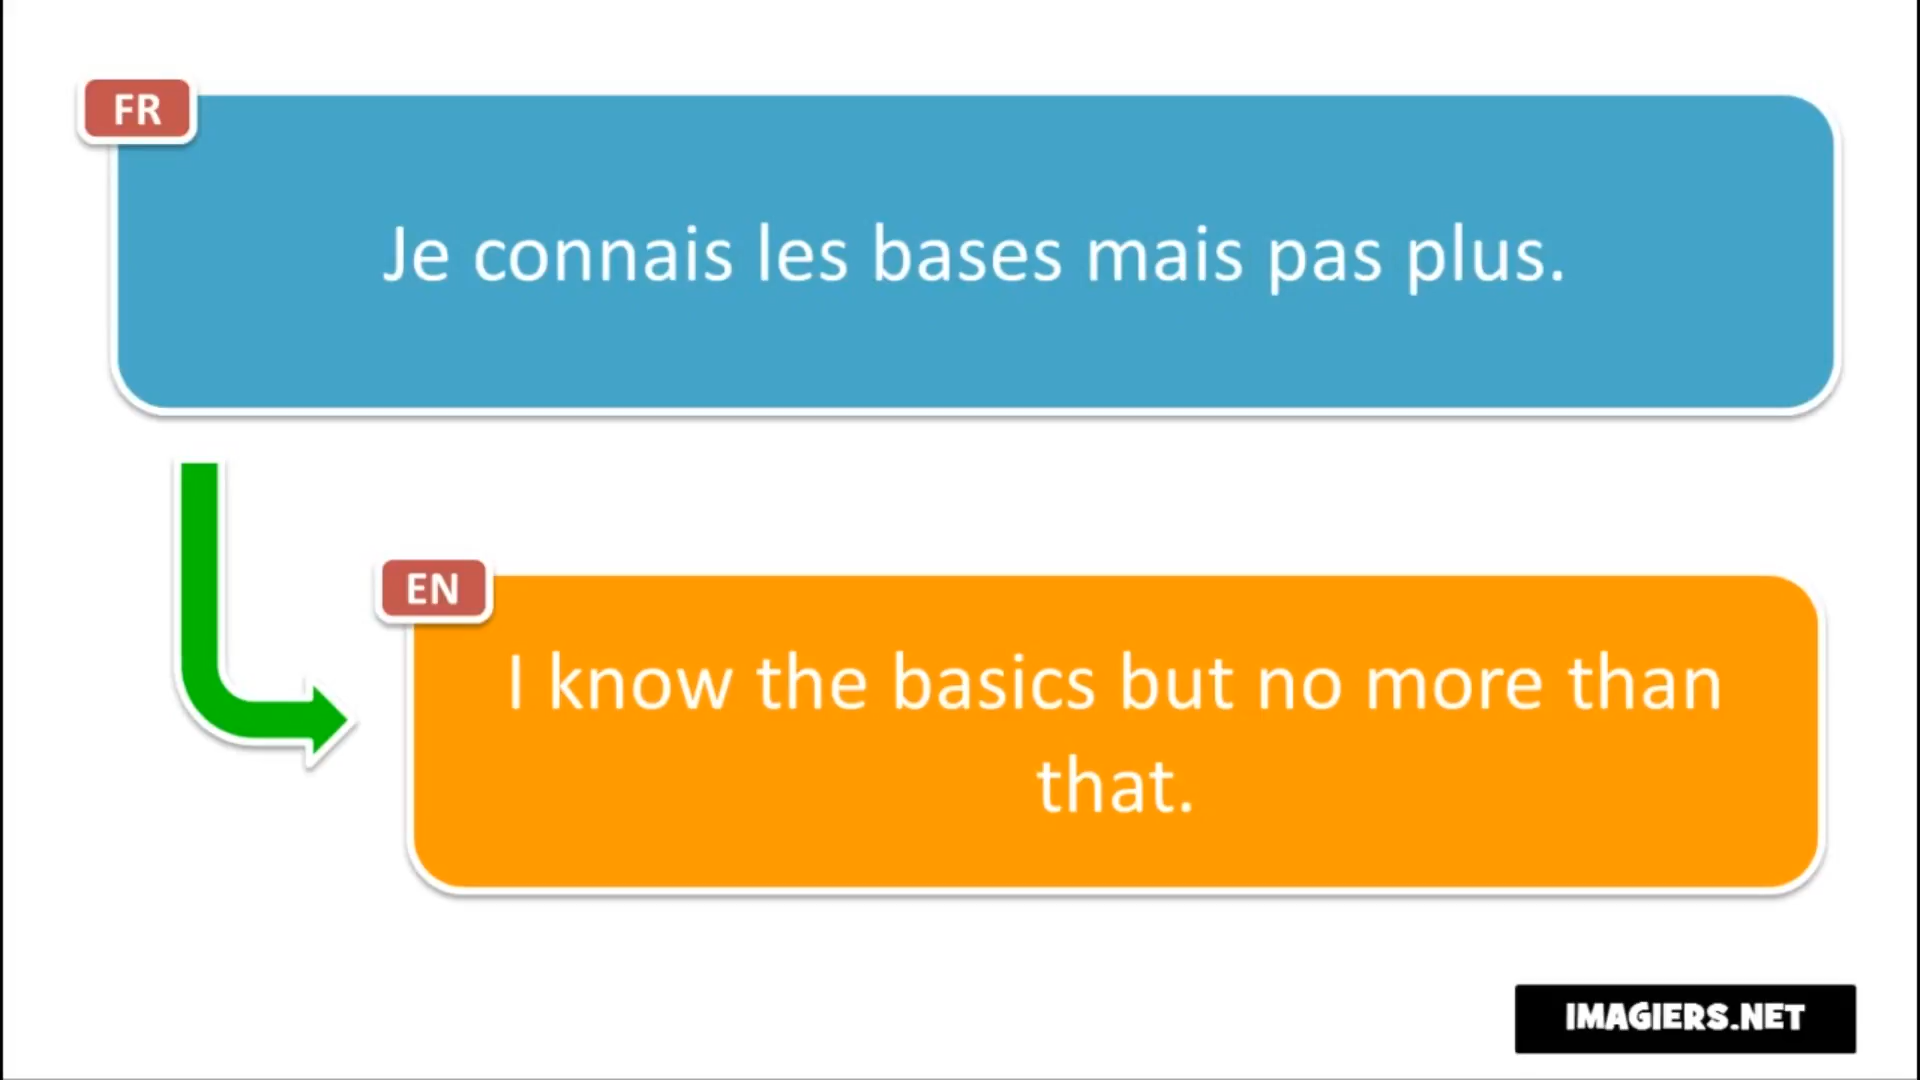 FR
Je connais les bases mais pas plus.
EN
I know the basics but no more than
that.
IMAGIERS.NET